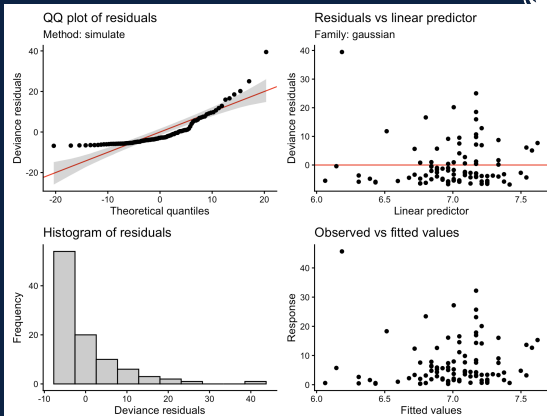 QQ plot of residuals
Method: simulate
Deviance residuals
40
20
0
-20
-20
-10
0
10
20
Theoretical quantiles
Residuals vs linear predictor
Family: gaussian
Deviance residuals
40
30
20
10
0
6.0
6.5
7.0
7.5
Linear predictor
Histogram of residuals
Frequency
40
20
0
-10
0
10
20
30
40
Deviance residuals
Observed vs fitted values
Response
40
30
20
10
0
6.0
6.5
7.0
7.5
Fitted values